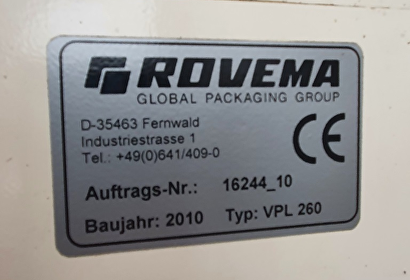 ROVEMA
GLOBAL PACKAGING GROUP
D-35463 Fernwald
Industriestrasse 1
Tel.: +49(0)641/409-0
CE
Auftrags-Nr.: 16244_10
Baujahr: 2010 Typ: VPL 260